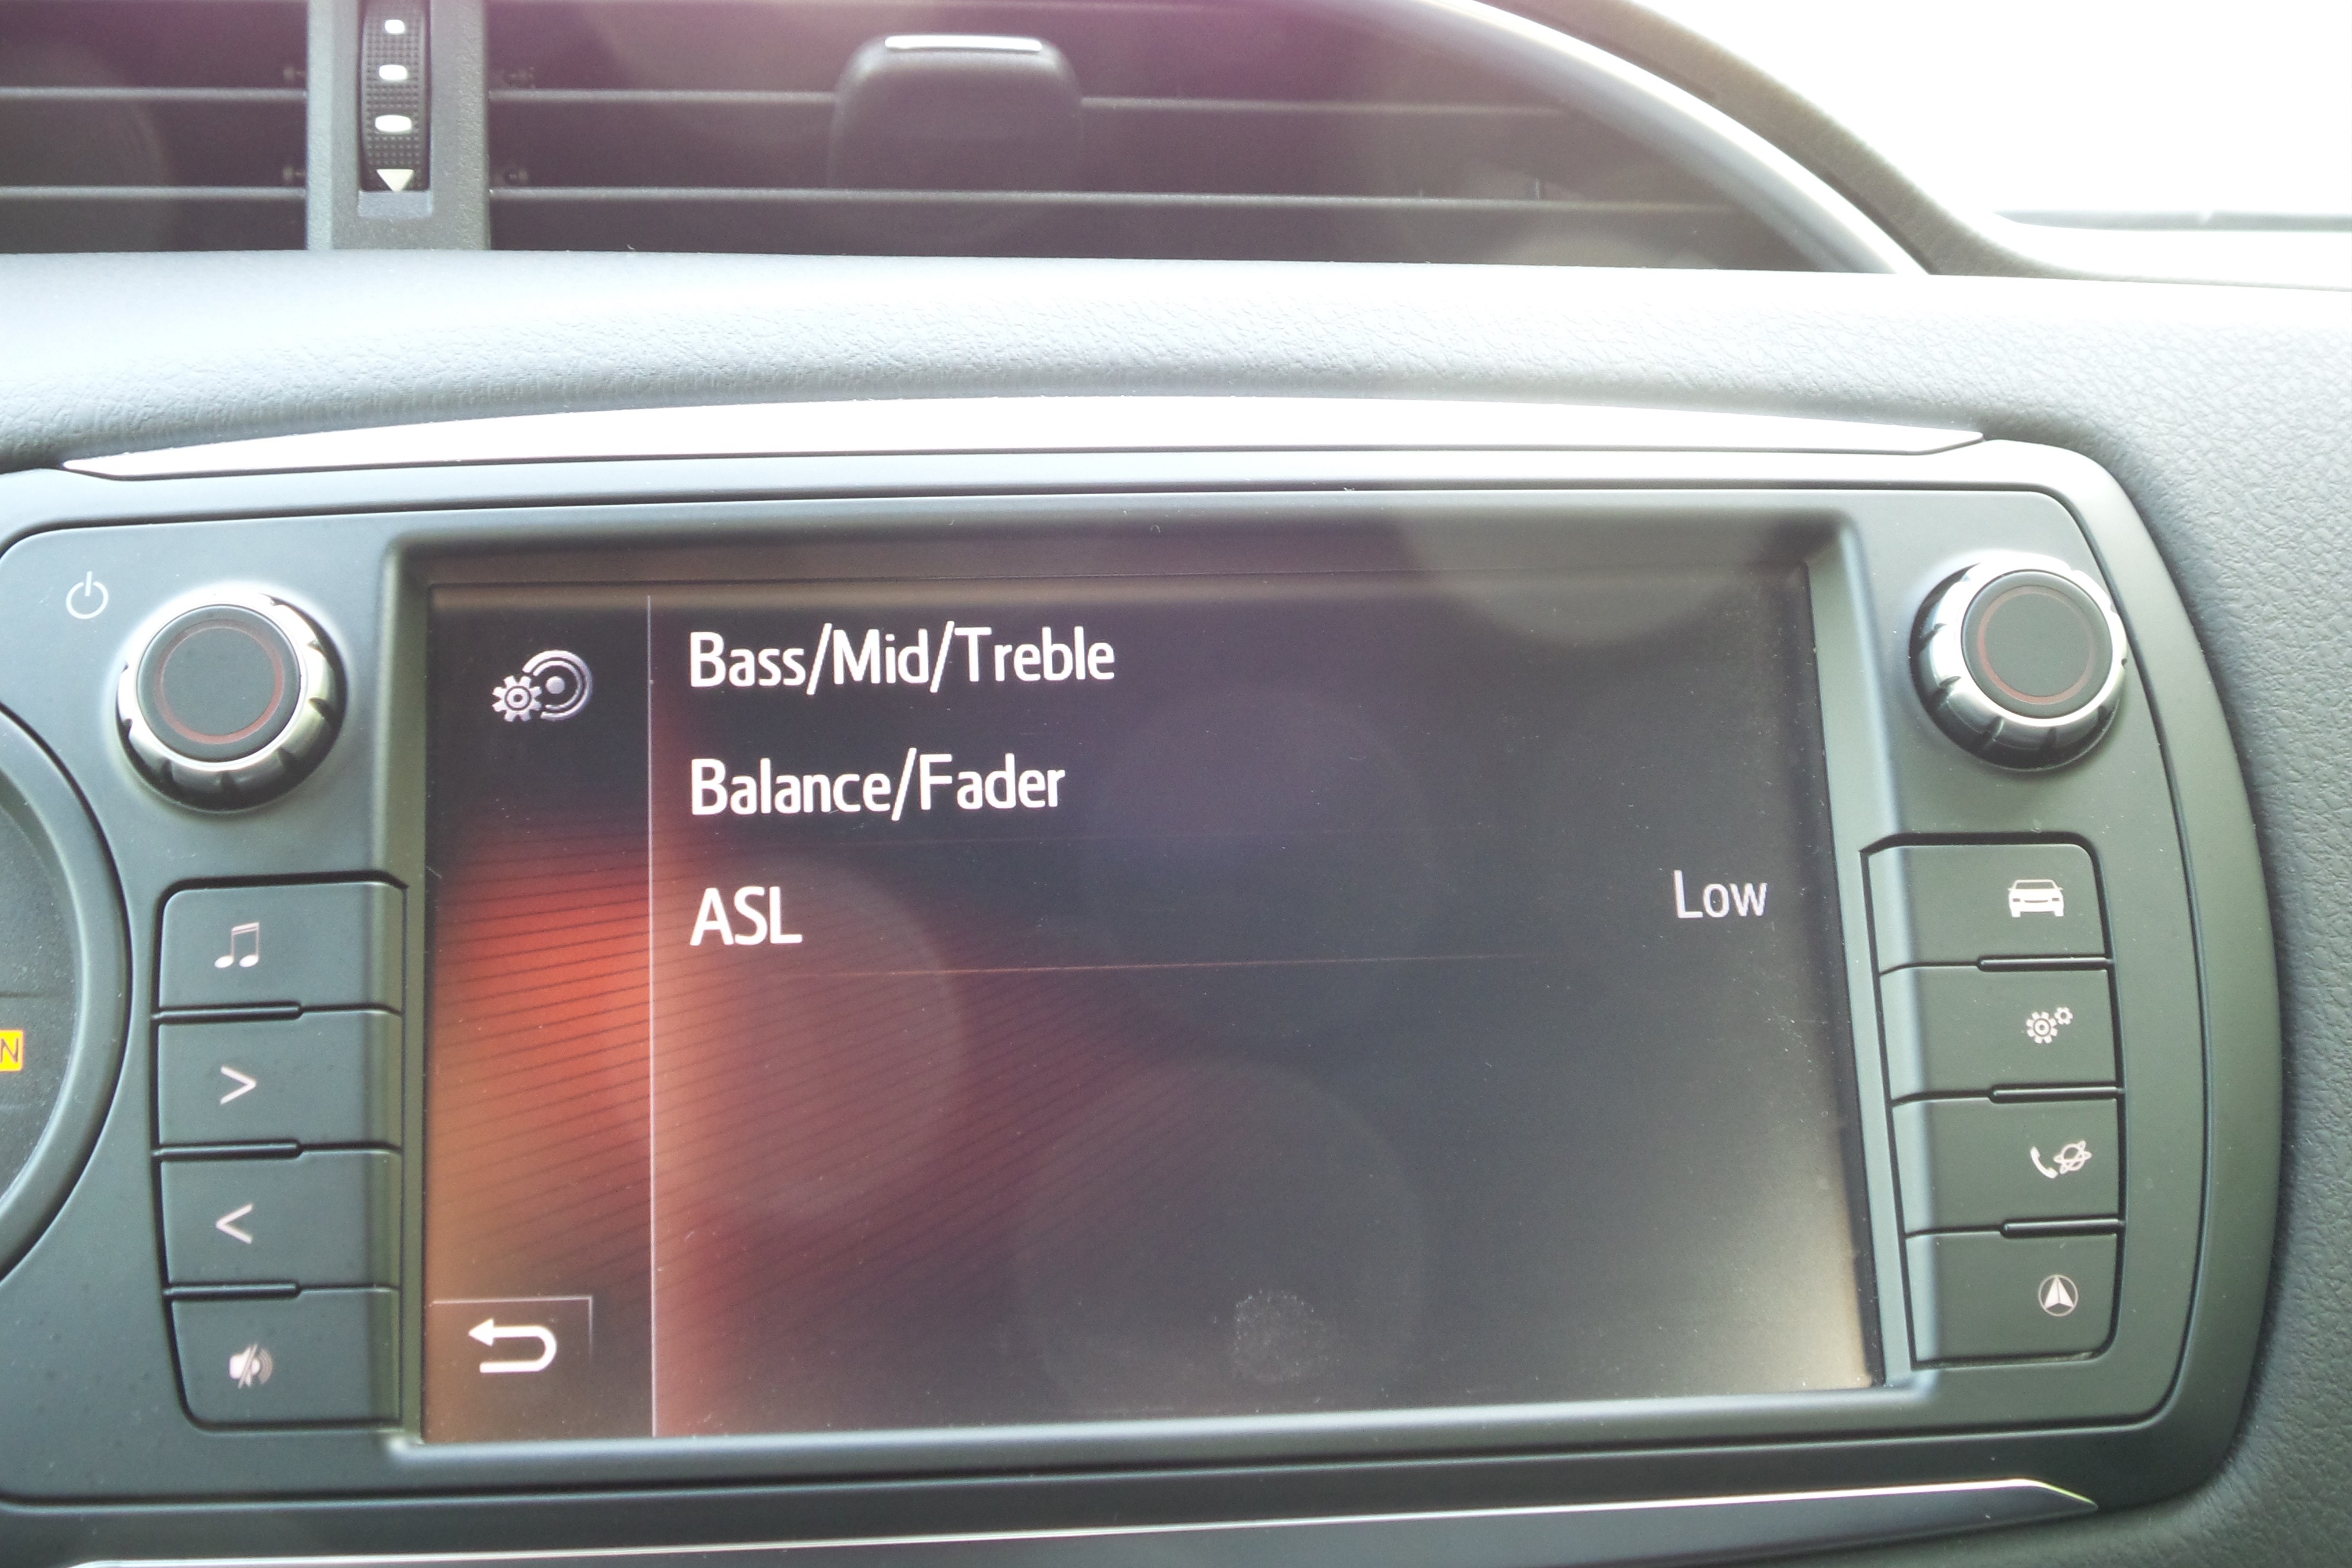 Bass/Mid/Treble
Balance/Fader
ASL Low
N